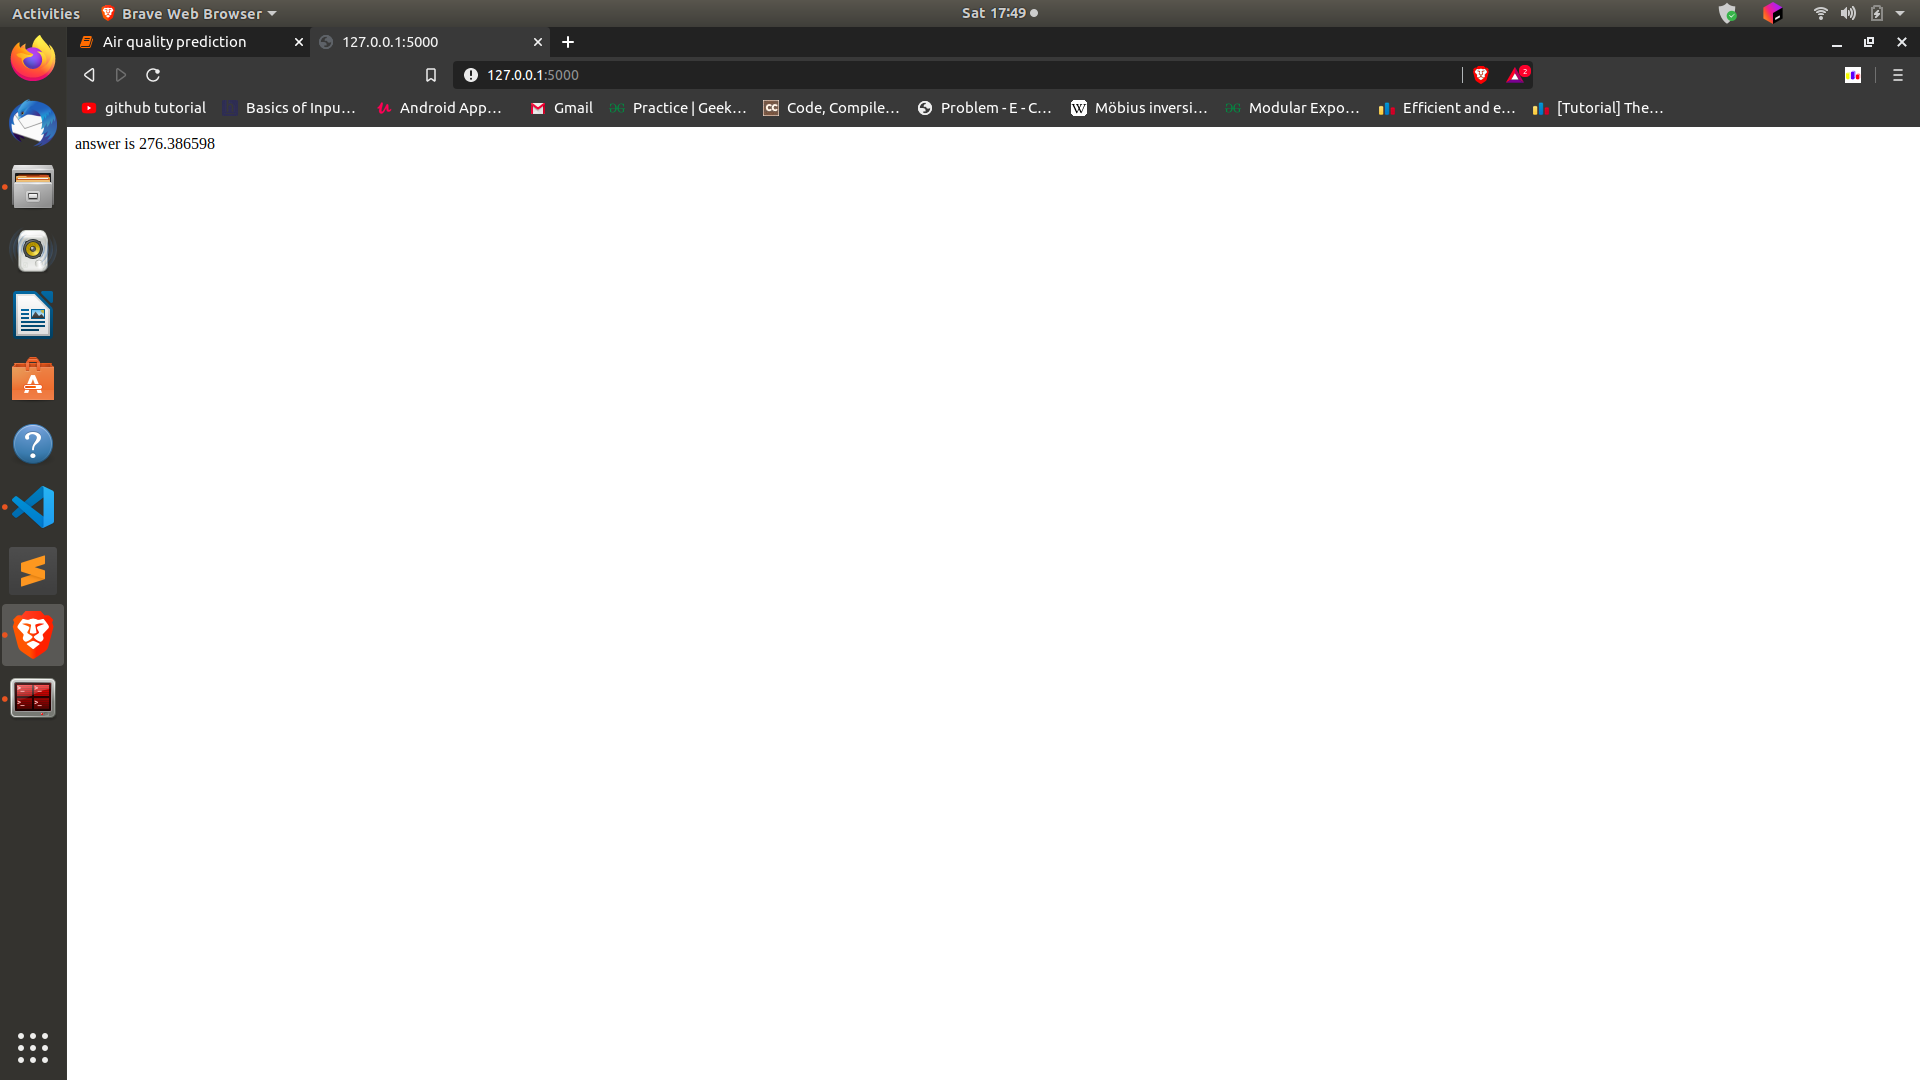 Activities Brave Web Browser Sat 17:49
Air quality prediction 127.0.0.1:5000
127.0.0.1:5000 2
github tutorial Basics of Inpu… Android App… Gmail Practice | Geek… Code, Compile… Problem - E - C… Möbius inversi… Modular Expo… Efficient and e… [Tutorial] The…
answer is 276.386598